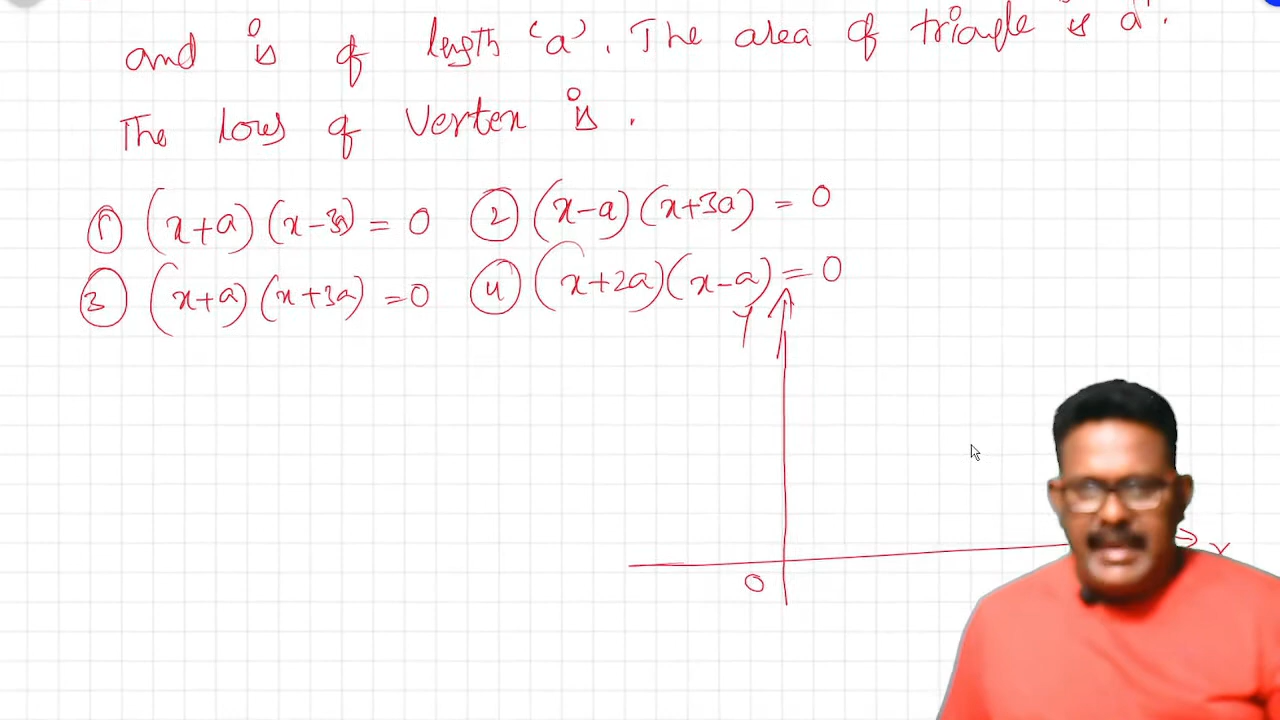 and is of length 'a'. The area of triangle is a².
The locus of Vertex is.
① (x+a)(x-3a) = 0 ② (x-a)(x+3a) = 0
③ (x+a)(x+3a) = 0 ④ (x+2a)(x-a) = 0
Y
O
X